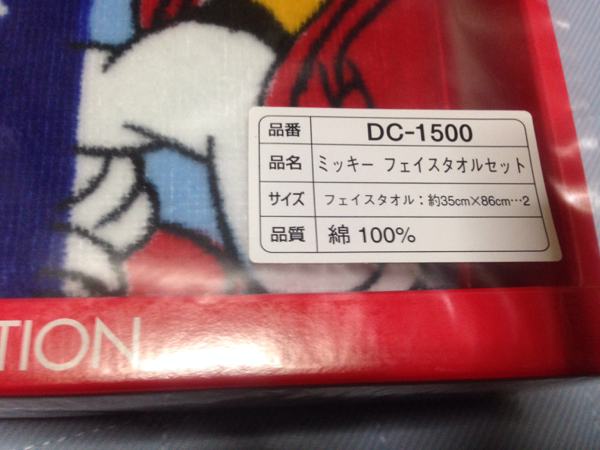 品番 DC-1500
品名 ミッキー フェイスタオルセット
サイズ フェイスタオル：約35cm×86cm…2
品質 綿 100%
TION